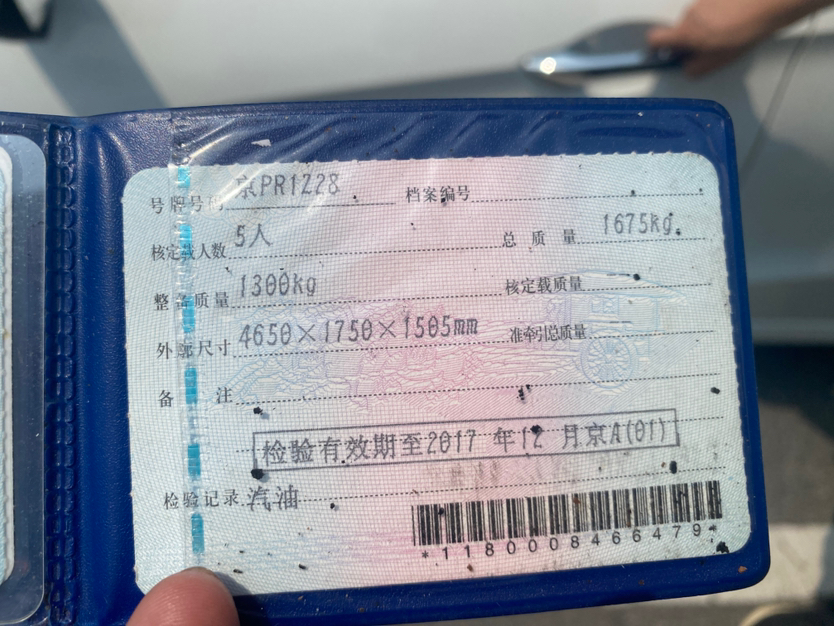 号牌号码 京PR1Z28 档案编号
核定载人数 5人 总质量 1675kg
整备质量 1300kg 核定载质量
外廓尺寸 4650×1750×1505mm 准牵引总质量
备注
检验有效期至2017年12月京A(01)
检验记录 汽油
*1180008466479*